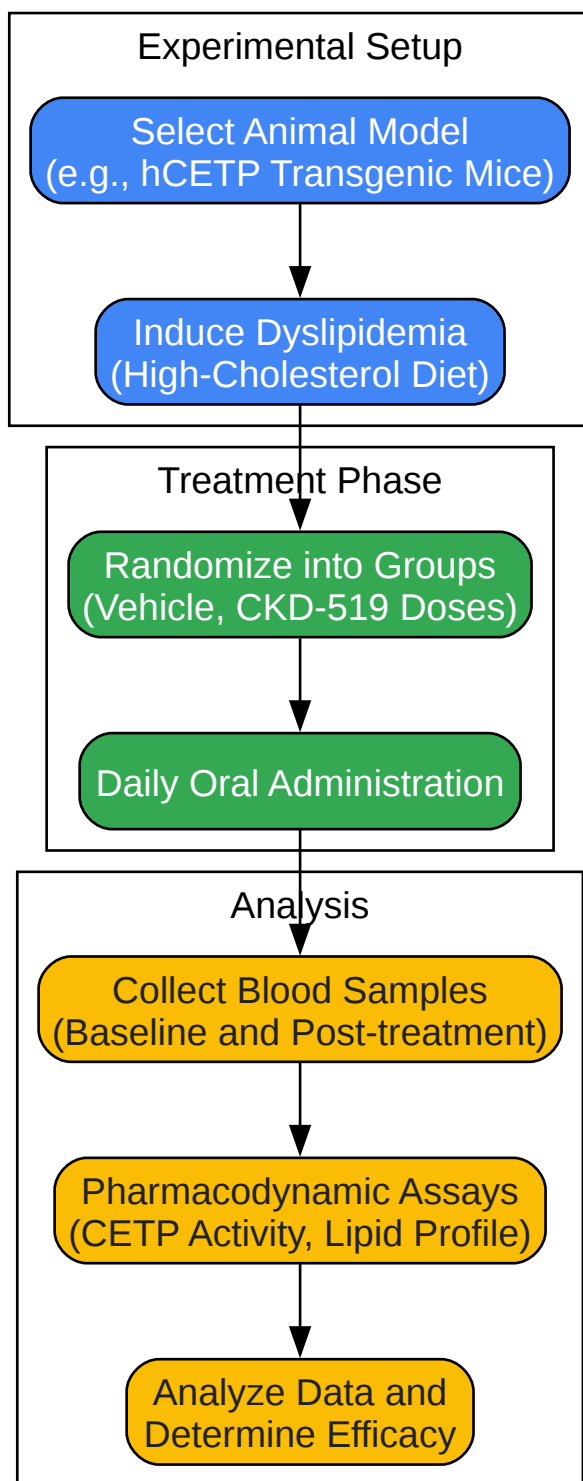 Experimental Setup
Select Animal Model
(e.g., hCETP Transgenic Mice)
Induce Dyslipidemia
(High-Cholesterol Diet)
Treatment Phase
Randomize into Groups
(Vehicle, CKD-519 Doses)
Daily Oral Administration
Analysis
Collect Blood Samples
(Baseline and Post-treatment)
Pharmacodynamic Assays
(CETP Activity, Lipid Profile)
Analyze Data and
Determine Efficacy